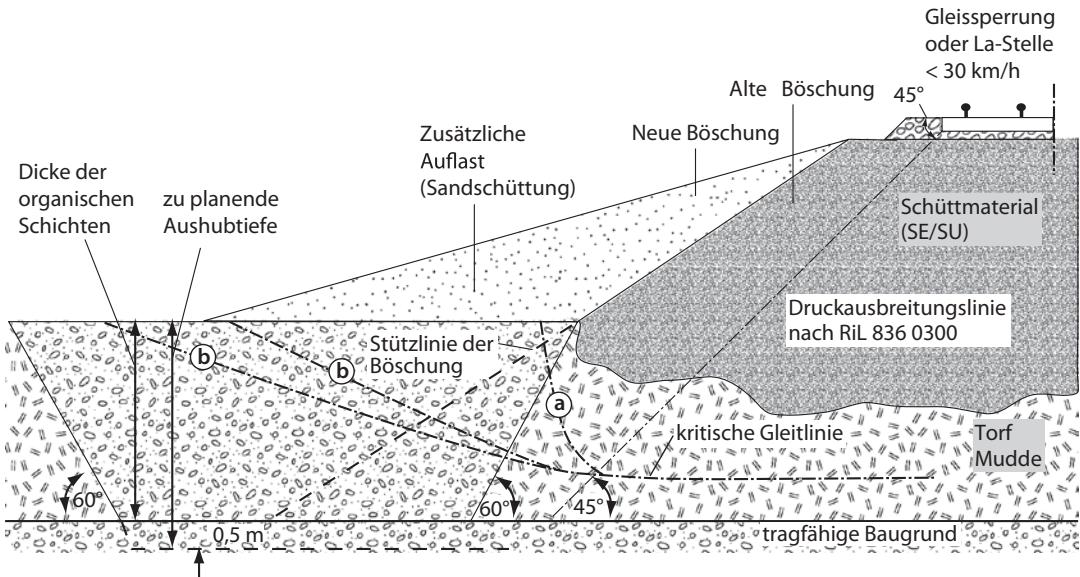 Gleissperrung
oder La-Stelle
< 30 km/h
45°
Alte Böschung
Neue Böschung
Zusätzliche
Auflast
(Sandschüttung)
Dicke der
organischen
Schichten
zu planende
Aushubtiefe
Schüttmaterial
(SE/SU)
Druckausbreitungslinie
nach RiL 836 0300
Stützlinie der
Böschung
b
b
a
kritische Gleitlinie
Torf
Mudde
60°
60°
45°
0,5 m
tragfähige Baugrund